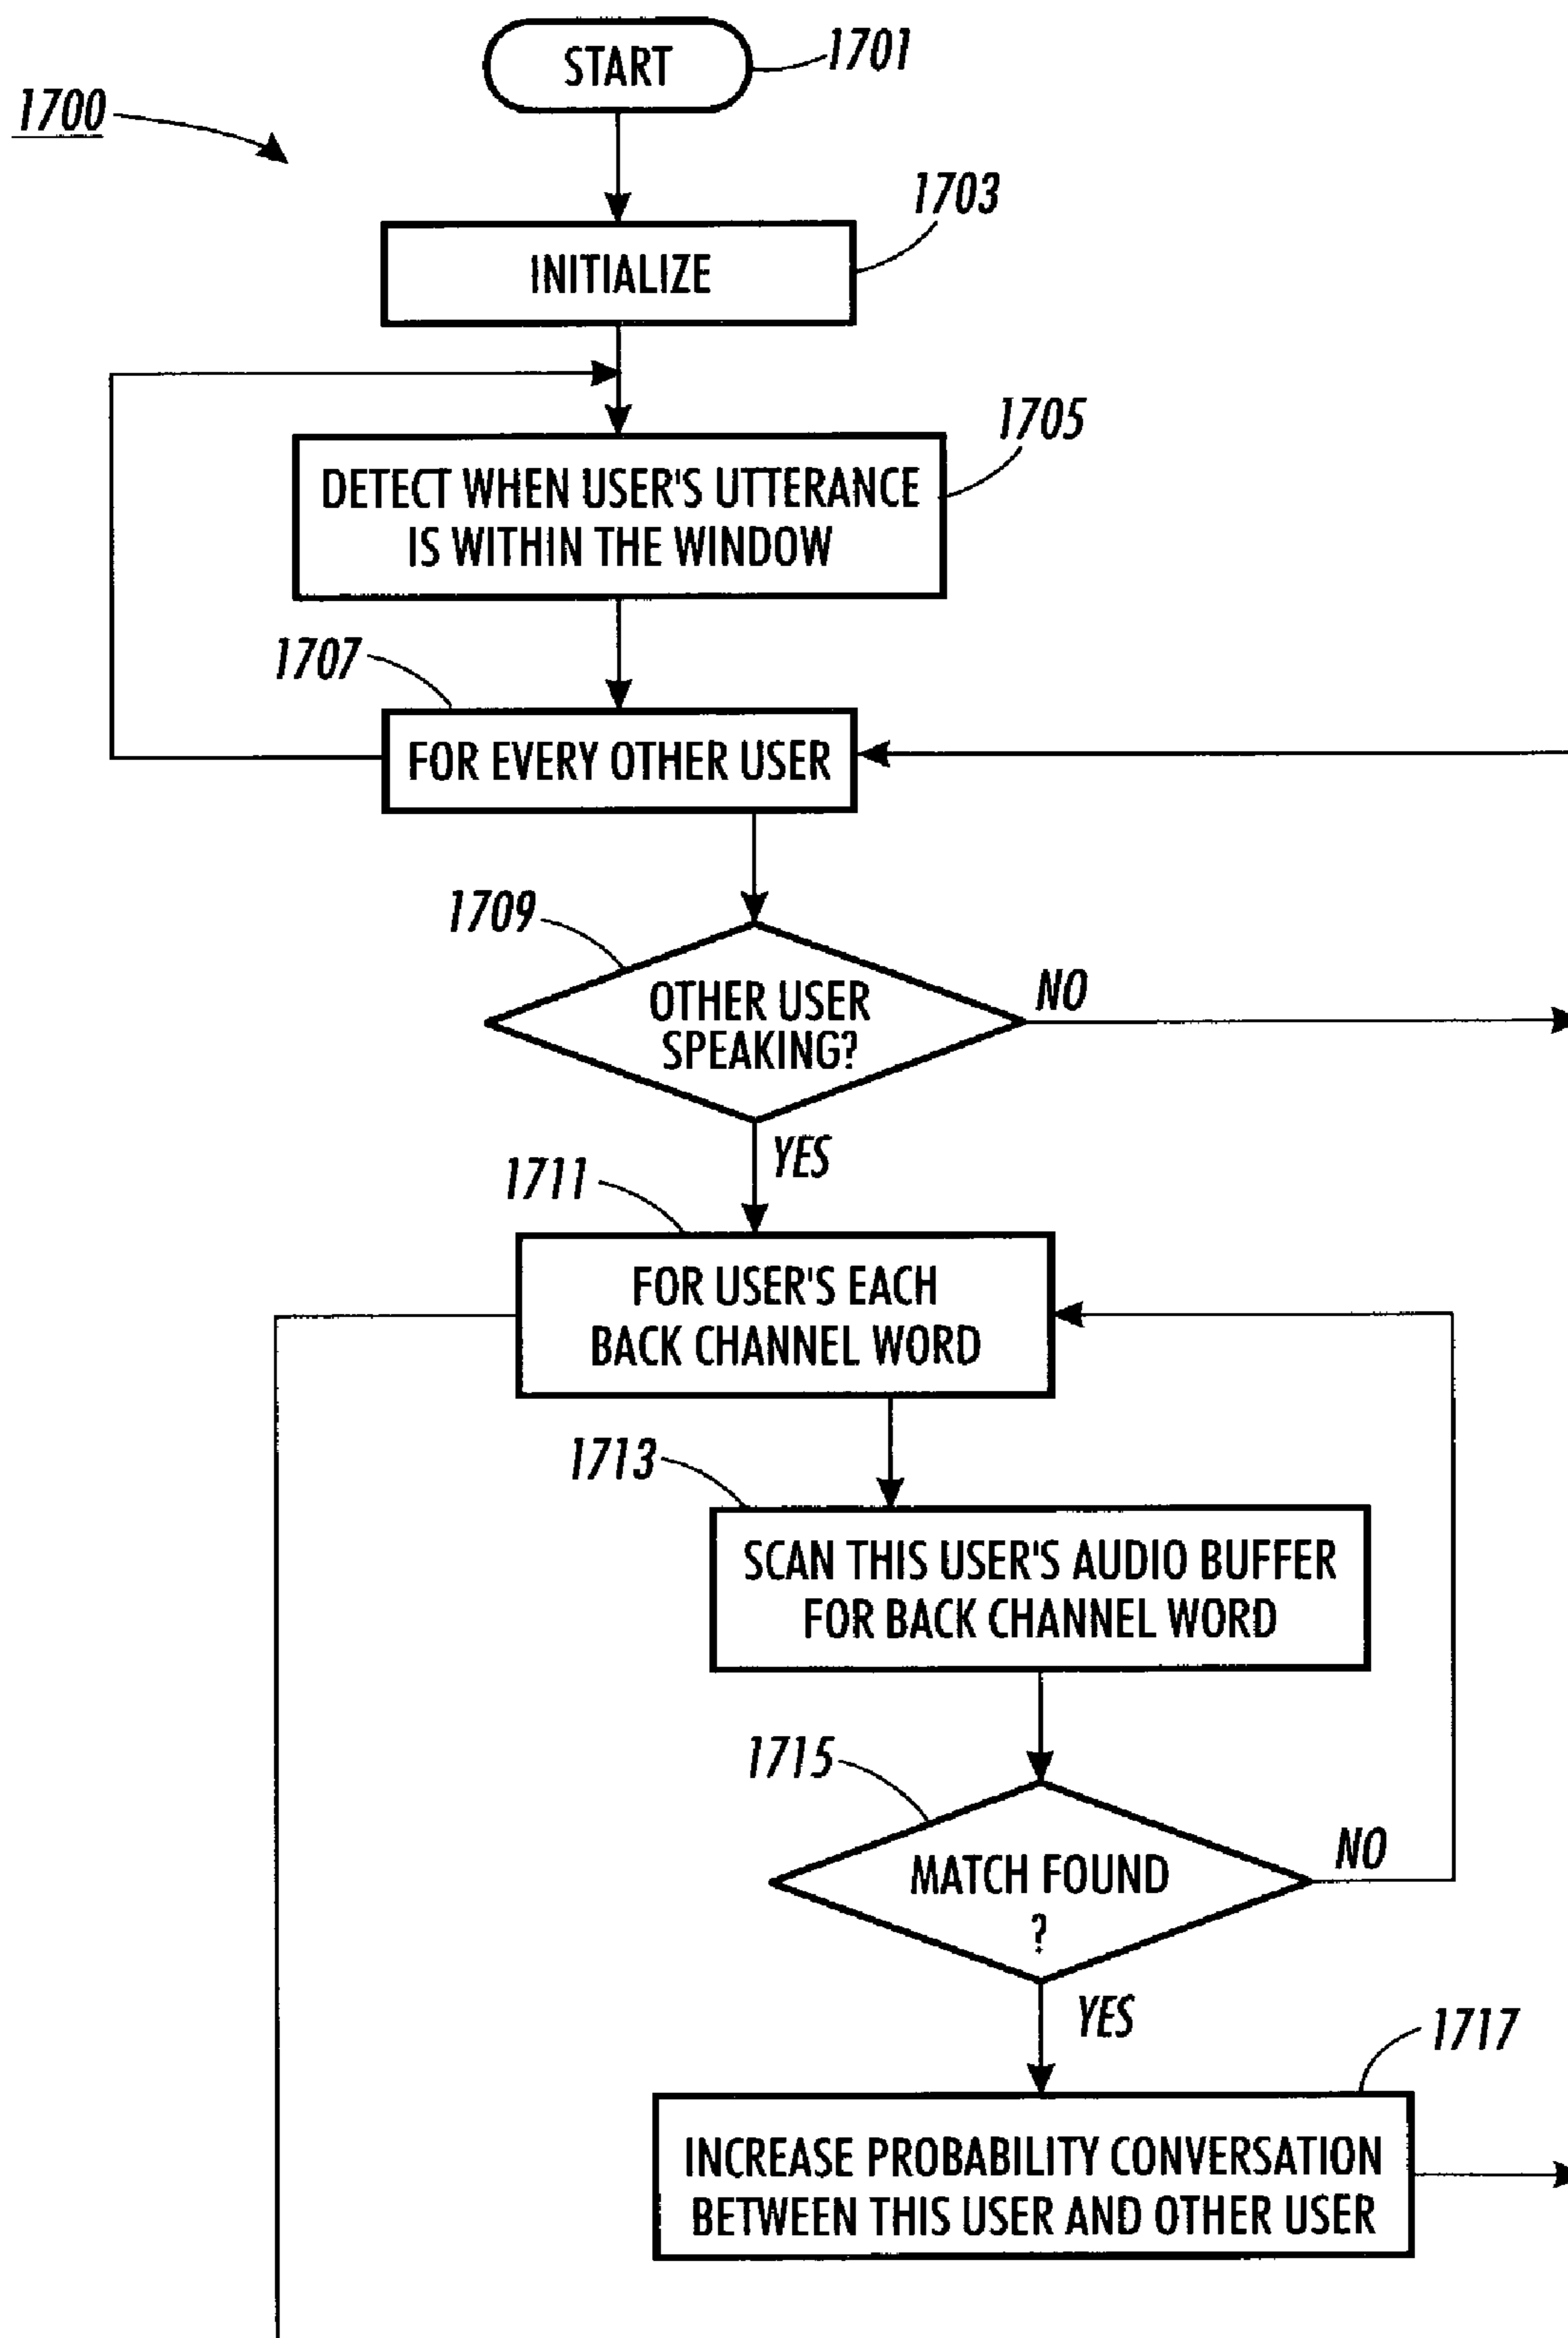 START
1701
1700
1703
INITIALIZE
1705
DETECT WHEN USER'S UTTERANCE
IS WITHIN THE WINDOW
1707
FOR EVERY OTHER USER
1709
OTHER USER
SPEAKING?
NO
YES
1711
FOR USER'S EACH
BACK CHANNEL WORD
1713
SCAN THIS USER'S AUDIO BUFFER
FOR BACK CHANNEL WORD
1715
MATCH FOUND
?
NO
YES
1717
INCREASE PROBABILITY CONVERSATION
BETWEEN THIS USER AND OTHER USER